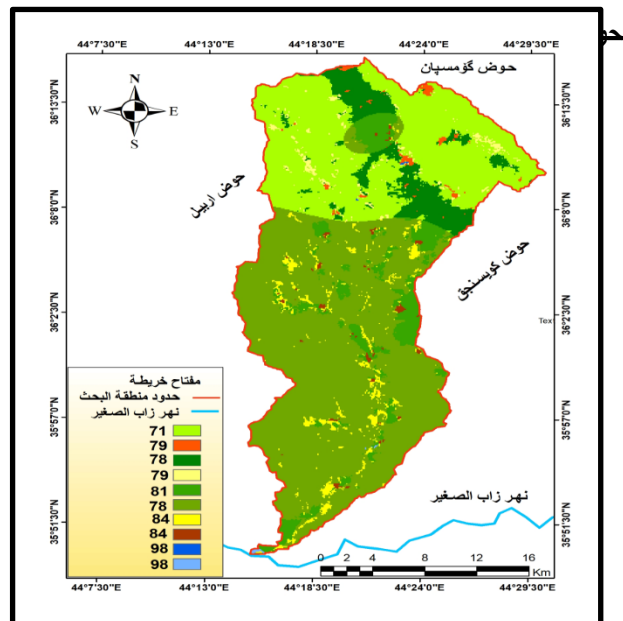 44°7'30"E 44°13'0"E 44°18'30"E 44°24'0"E 44°29'30"E
حو
حوض گۆمسپان
N
W E
S
36°13'30"N 36°13'30"N
حوض اربيل
36°8'0"N 36°8'0"N
حوض كويسنجق
36°2'30"N 36°2'30"N
Tex
مفتاح خريطة
حدود منطقة البحث
نهر زاب الصغير
71
79
78
79
81
78
84
84
98
98
35°57'0"N 35°57'0"N
نهر زاب الصغير
35°51'30"N 35°51'30"N
0 2 4 8 12 16
Km
44°7'30"E 44°13'0"E 44°18'30"E 44°24'0"E 44°29'30"E